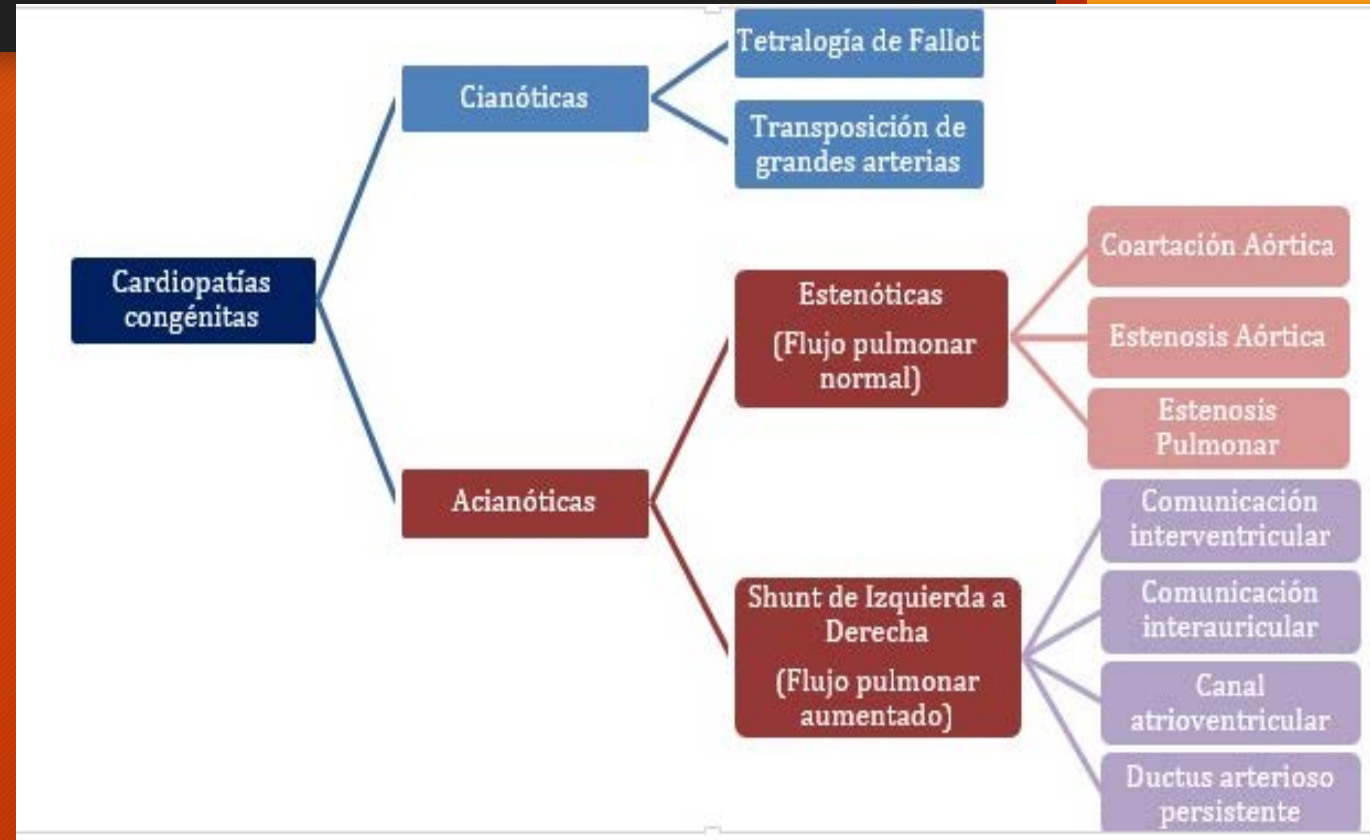 Tetralogía de Fallot
Cianóticas
Transposición de
grandes arterias
Cardiopatías
congénitas
Coartación Aórtica
Estenóticas
(Flujo pulmonar
normal)
Estenosis Aórtica
Estenosis
Pulmonar
Acianóticas
Shunt de Izquierda a
Derecha
(Flujo pulmonar
aumentado)
Comunicación
interventricular
Comunicación
interauricular
Canal
atrioventricular
Ductus arterioso
persistente